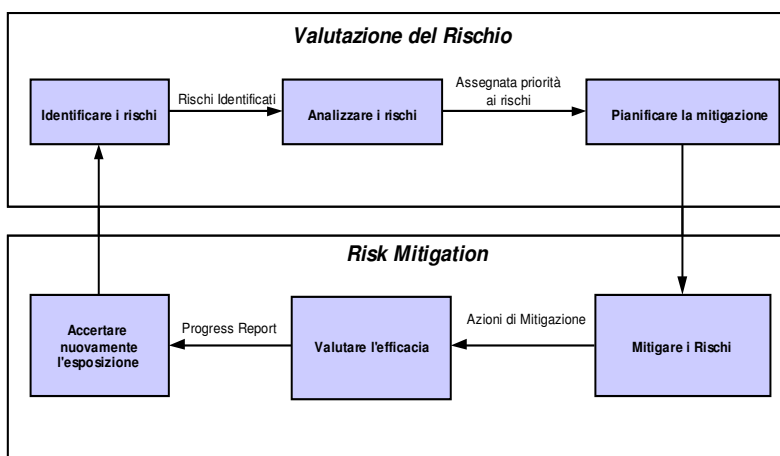 Valutazione del Rischio
Identificare i rischi
Rischi Identificati
Analizzare i rischi
Assegnata priorità
ai rischi
Pianificare la mitigazione
Risk Mitigation
Accertare
nuovamente
l'esposizione
Progress Report
Valutare l'efficacia
Azioni di Mitigazione
Mitigare i Rischi